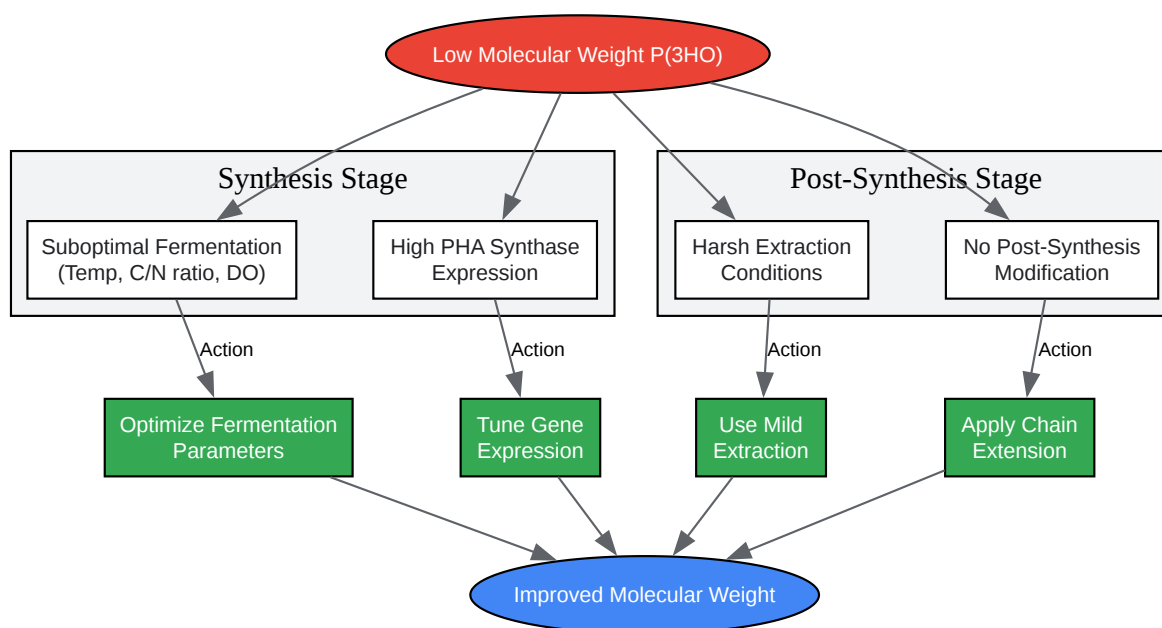 Low Molecular Weight P(3HO)
Synthesis Stage
Post-Synthesis Stage
Suboptimal Fermentation
(Temp, C/N ratio, DO)
High PHA Synthase
Expression
Harsh Extraction
Conditions
No Post-Synthesis
Modification
Action
Action
Action
Action
Optimize Fermentation
Parameters
Tune Gene
Expression
Use Mild
Extraction
Apply Chain
Extension
Improved Molecular Weight